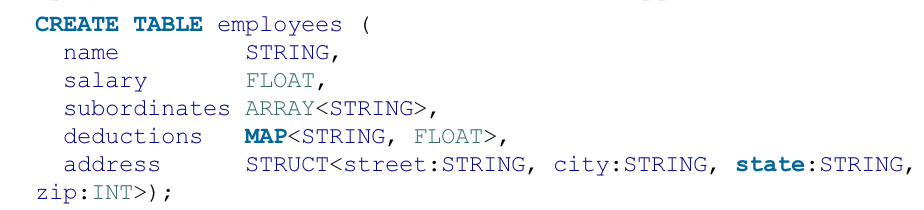 CREATE TABLE employees (
  name         STRING,
  salary       FLOAT,
  subordinates ARRAY<STRING>,
  deductions   MAP<STRING, FLOAT>,
  address      STRUCT<street:STRING, city:STRING, state:STRING,
zip:INT>);